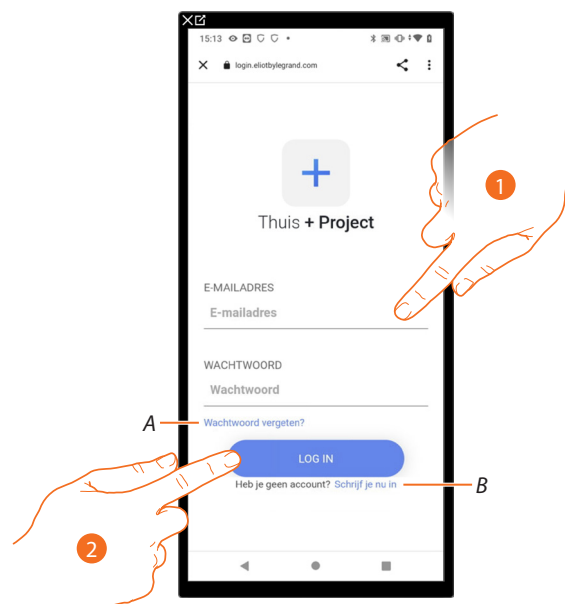 15:13
login.eliotbylegrand.com
1
Thuis + Project
E-MAILADRES
E-mailadres
WACHTWOORD
Wachtwoord
A
Wachtwoord vergeten?
LOG IN
Heb je geen account? Schrijf je nu in
B
2